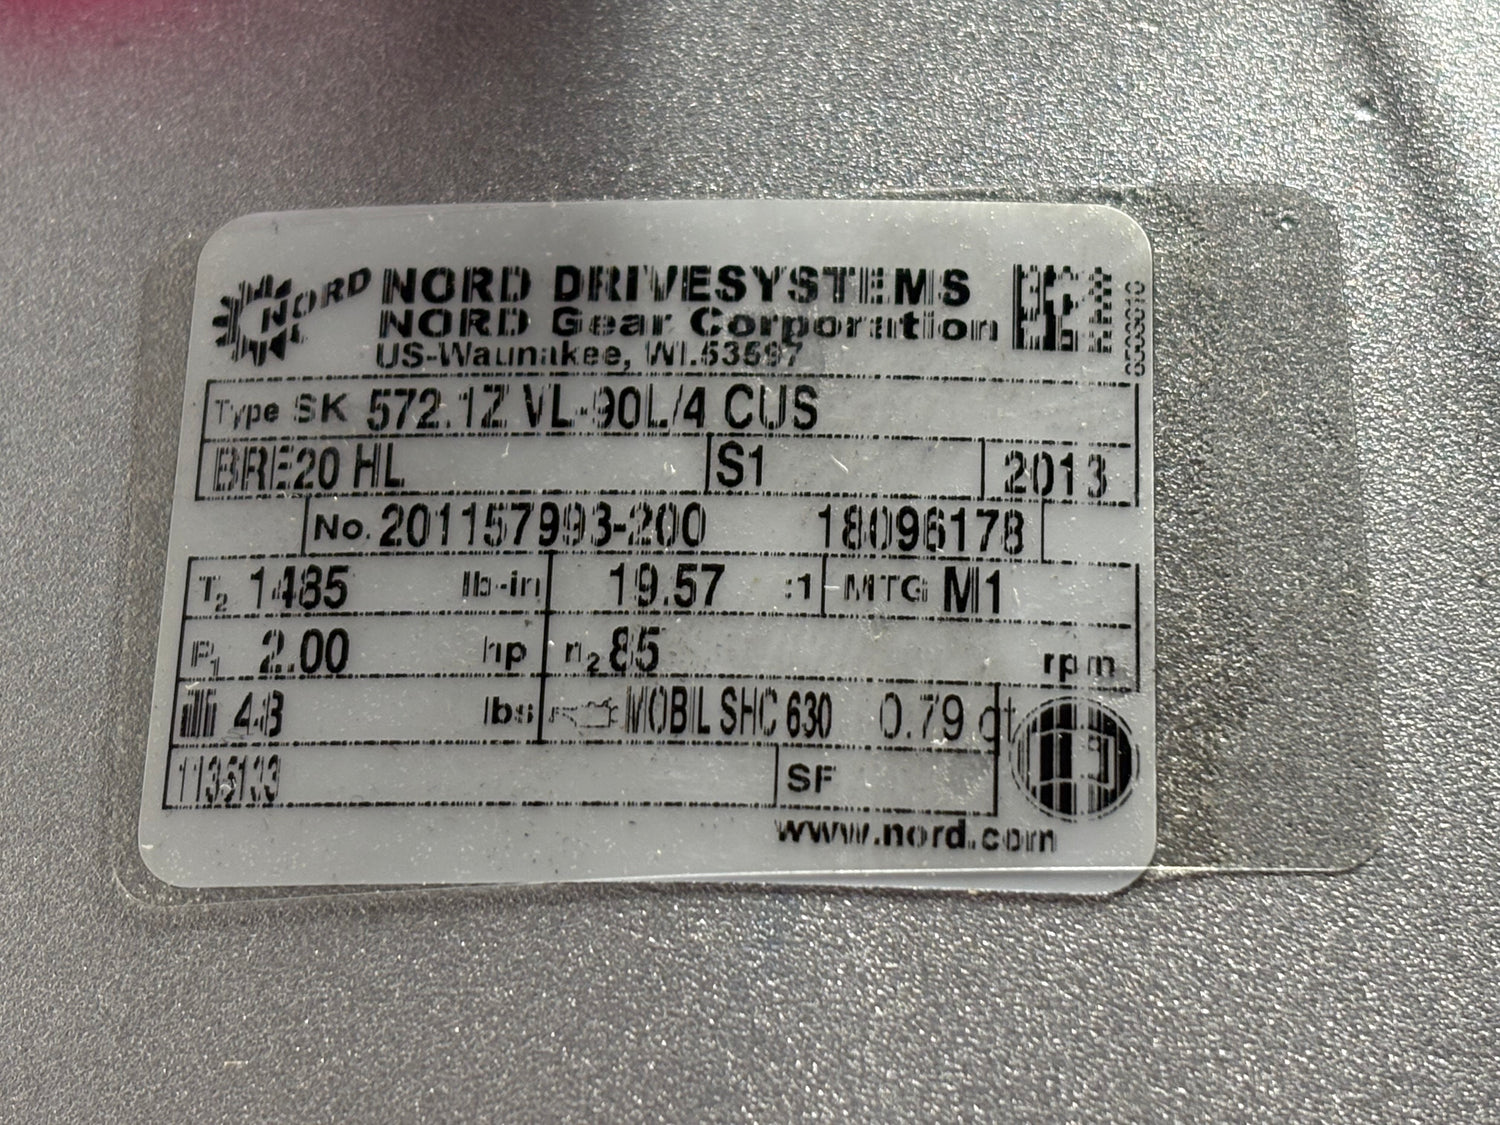 NORD NORD DRIVESYSTEMS
NORD Gear Corporation
US-Waunakee, WI.53597
Type SK 572.1Z VL-90L/4 CUS
BRE20 HL S1 2013
No. 201157993-200 18096178
T2 1485 lb-in 19.57 :1 MTG M1
P1 2.00 hp n2 85 rpm
48 lbs MOBIL SHC 630 0.79 qt
SF
www.nord.com